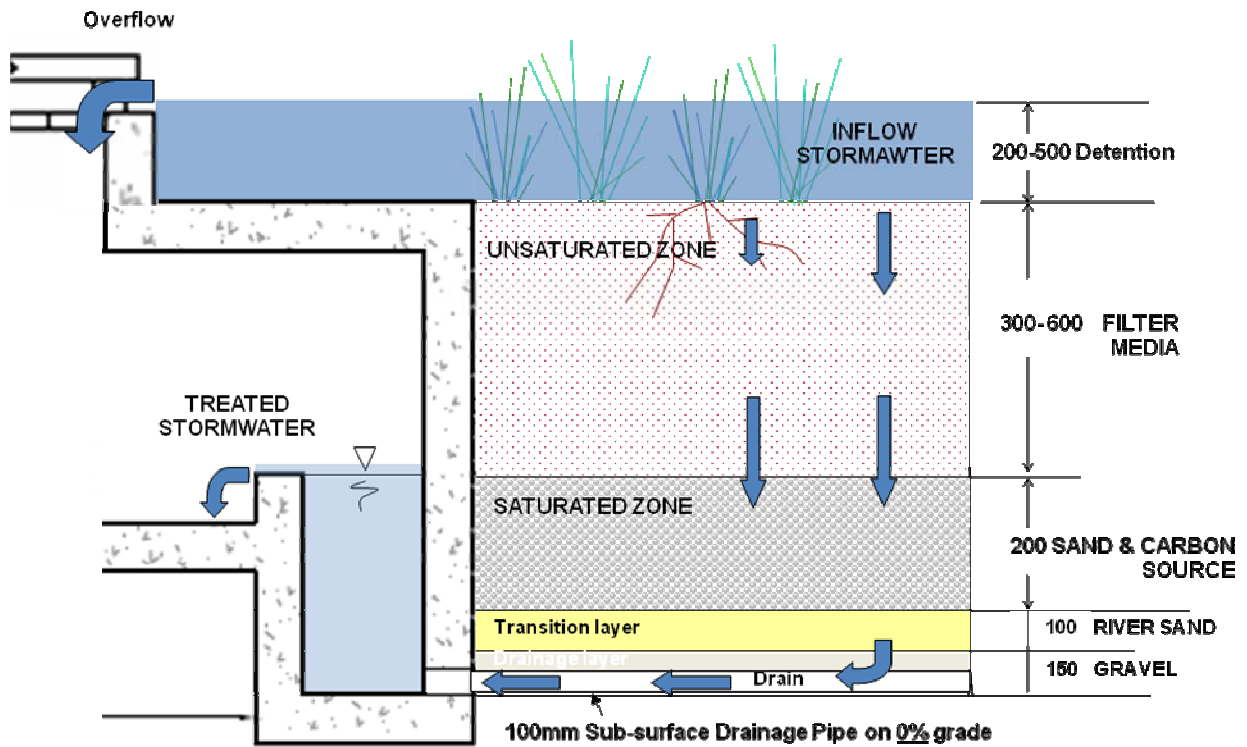 Overflow
INFLOW
STORMAWTER
200-500 Detention
UNSATURATED ZONE
300-600 FILTER
MEDIA
TREATED
STORMWATER
SATURATED ZONE
200 SAND & CARBON
SOURCE
Transition layer
100 RIVER SAND
Drainage layer
150 GRAVEL
Drain
100mm Sub-surface Drainage Pipe on 0% grade